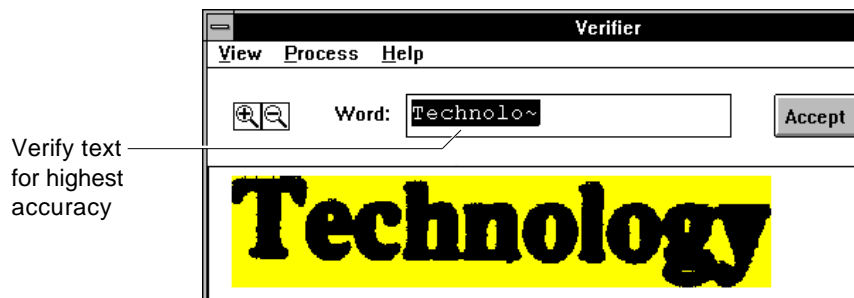 Verifier
View Process Help
Word: Technolo~ Accept
Verify text
for highest
accuracy
Technology